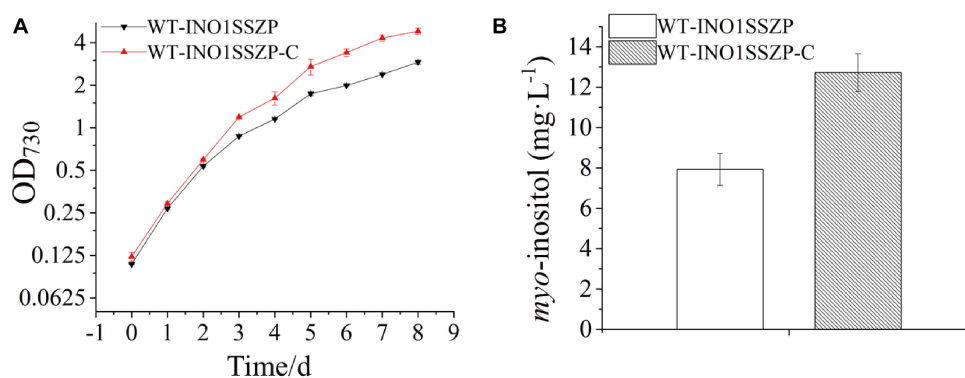 A
WT-INO1SSZP
WT-INO1SSZP-C
OD730
4
2
1
0.5
0.25
0.125
0.0625
-1 0 1 2 3 4 5 6 7 8 9
Time/d
B
WT-INO1SSZP
WT-INO1SSZP-C
myo-inositol (mg·L⁻¹)
14
12
10
8
6
4
2
0